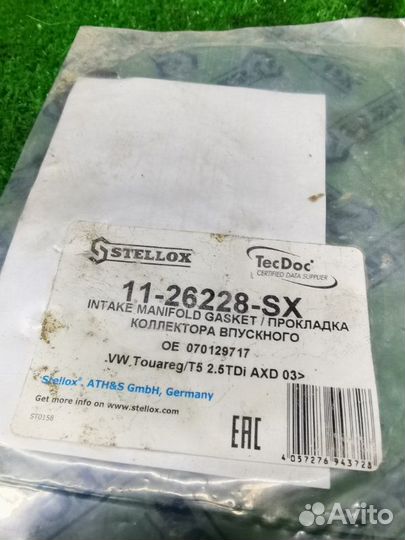 STELLOX
TecDoc
CERTIFIED DATA SUPPLIER
11-26228-SX
INTAKE MANIFOLD GASKET / ПРОКЛАДКА
КОЛЛЕКТОРА ВПУСКНОГО
OE 070129717
.VW Touareg/T5 2.5TDi AXD 03>
Stellox®, ATH&S GmbH, Germany
Get more info on www.stellox.com
ST0158
EAC
4 057276 943728
Avito